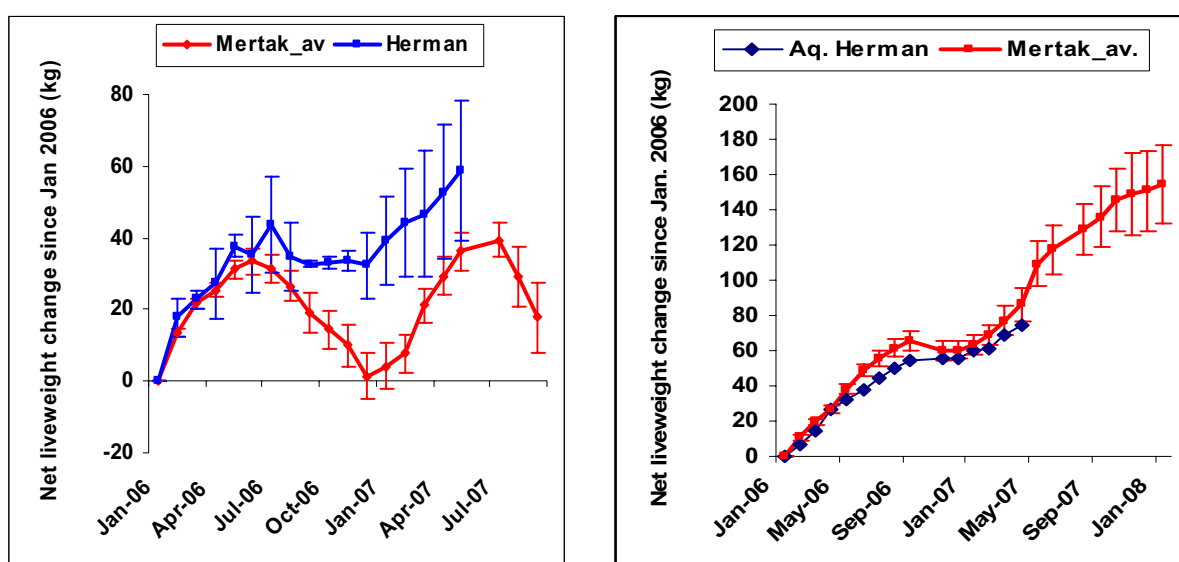 Mertak_av Herman
Net liveweight change since Jan 2006 (kg)
80
60
40
20
0
-20
Jan-06 Apr-06 Jul-06 Oct-06 Jan-07 Apr-07 Jul-07
Aq. Herman Mertak_av.
Net liveweight change since Jan. 2006 (kg)
200
180
160
140
120
100
80
60
40
20
0
Jan-06 May-06 Sep-06 Jan-07 May-07 Sep-07 Jan-08